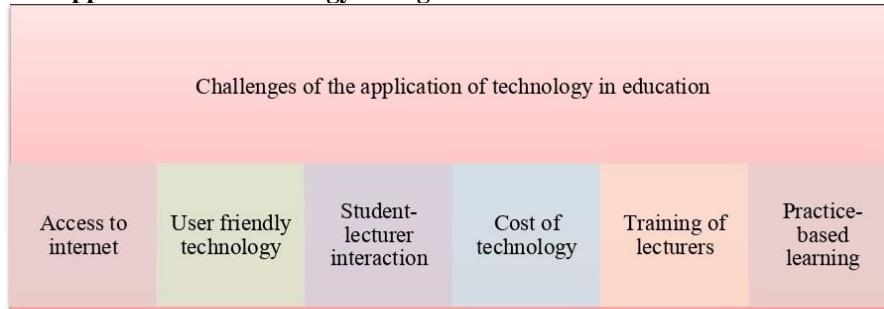 Challenges of the application of technology in education
Access to
internet
User friendly
technology
Student-
lecturer
interaction
Cost of
technology
Training of
lecturers
Practice-
based
learning